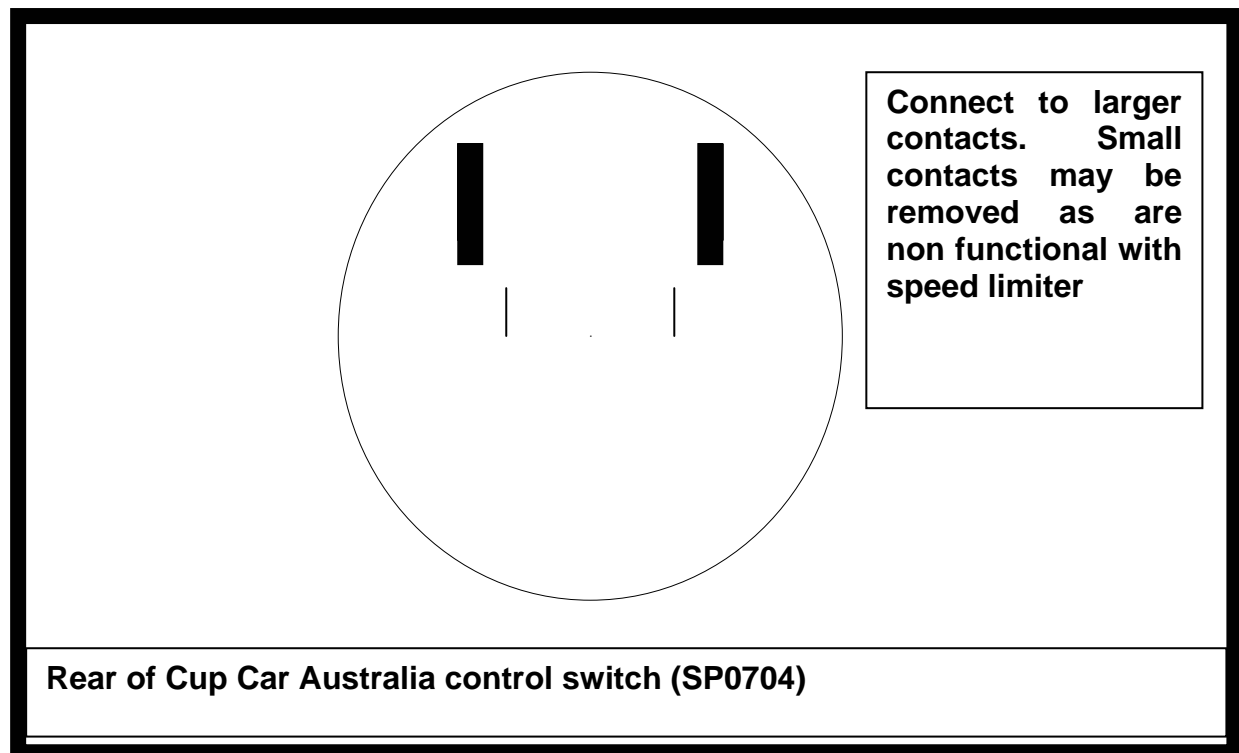 Connect to larger
contacts. Small
contacts may be
removed as are
non functional with
speed limiter
Rear of Cup Car Australia control switch (SP0704)